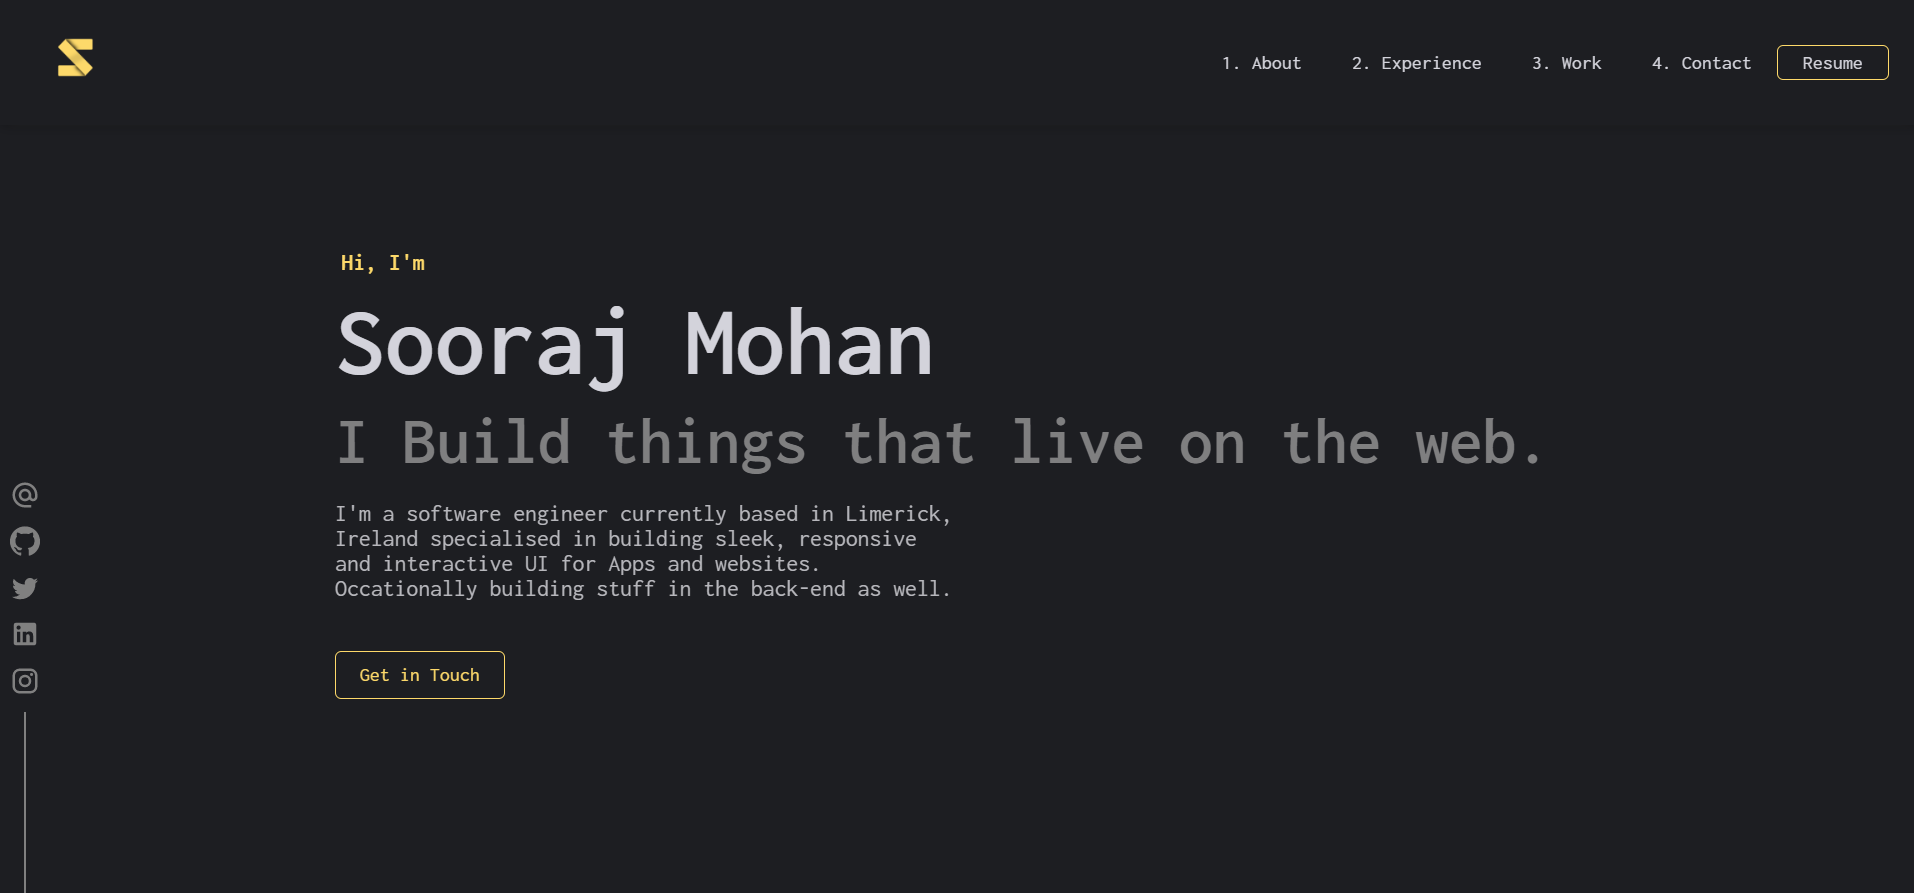 1. About
2. Experience
3. Work
4. Contact
Resume
Hi, I'm
Sooraj Mohan
I Build things that live on the web.
I'm a software engineer currently based in Limerick,
Ireland specialised in building sleek, responsive
and interactive UI for Apps and websites.
Occationally building stuff in the back-end as well.
Get in Touch